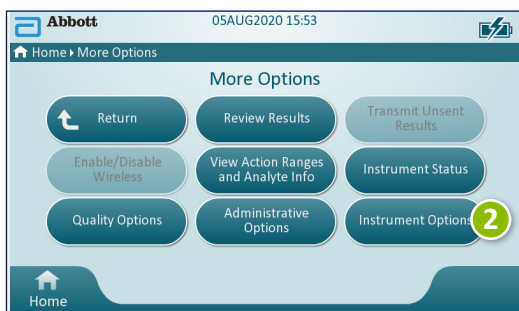 Abbott
05AUG2020 15:53
Home ▸ More Options
More Options
Return
Review Results
Transmit Unsent
Results
Enable/Disable
Wireless
View Action Ranges
and Analyte Info
Instrument Status
Quality Options
Administrative
Options
Instrument Options
2
Home